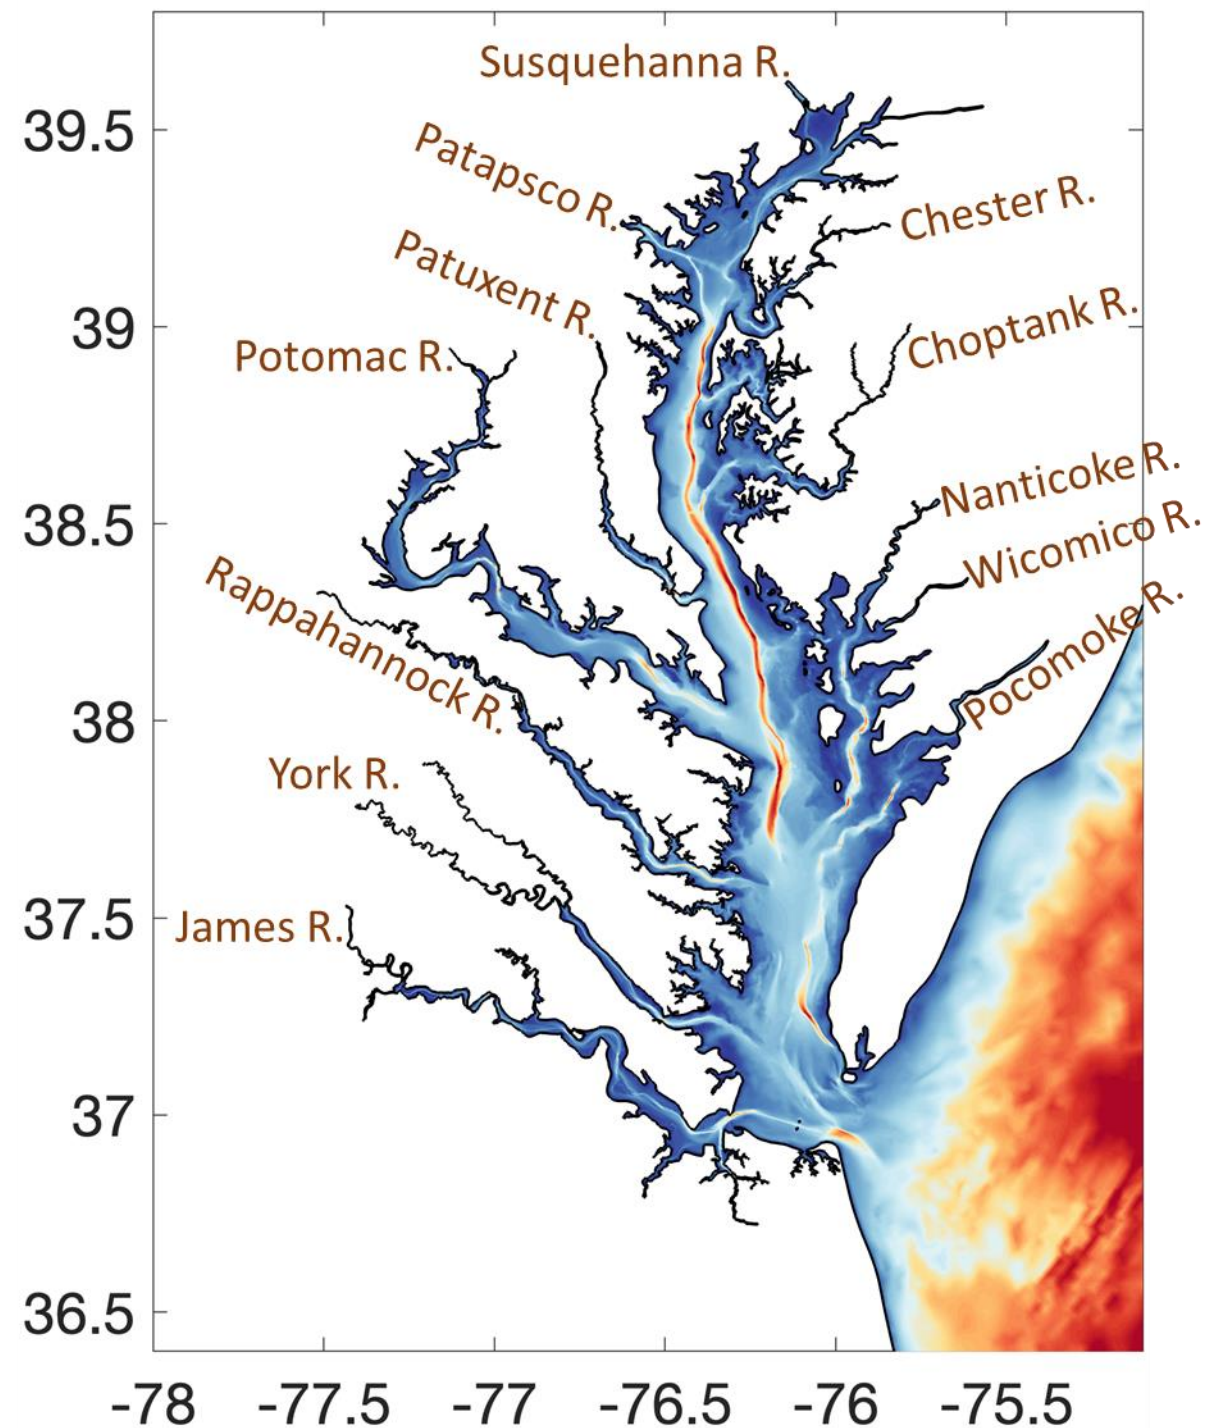 Susquehanna R.
39.5
Patapsco R.
Chester R.
Patuxent R.
39
Choptank R.
Potomac R.
Nanticoke R.
38.5
Wicomico R.
Rappahannock R.
Pocomoke R.
38
York R.
37.5
James R.
37
36.5
-78 -77.5 -77 -76.5 -76 -75.5